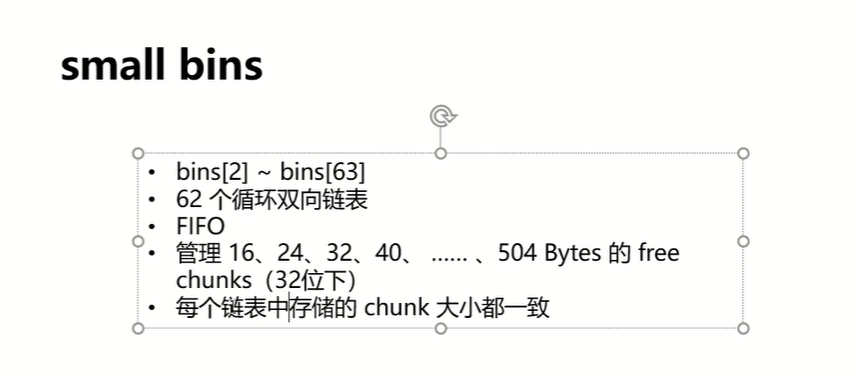 small bins
• bins[2] ~ bins[63]
• 62 个循环双向链表
• FIFO
• 管理 16、24、32、40、 …… 、504 Bytes 的 free
chunks（32位下）
• 每个链表中存储的 chunk 大小都一致